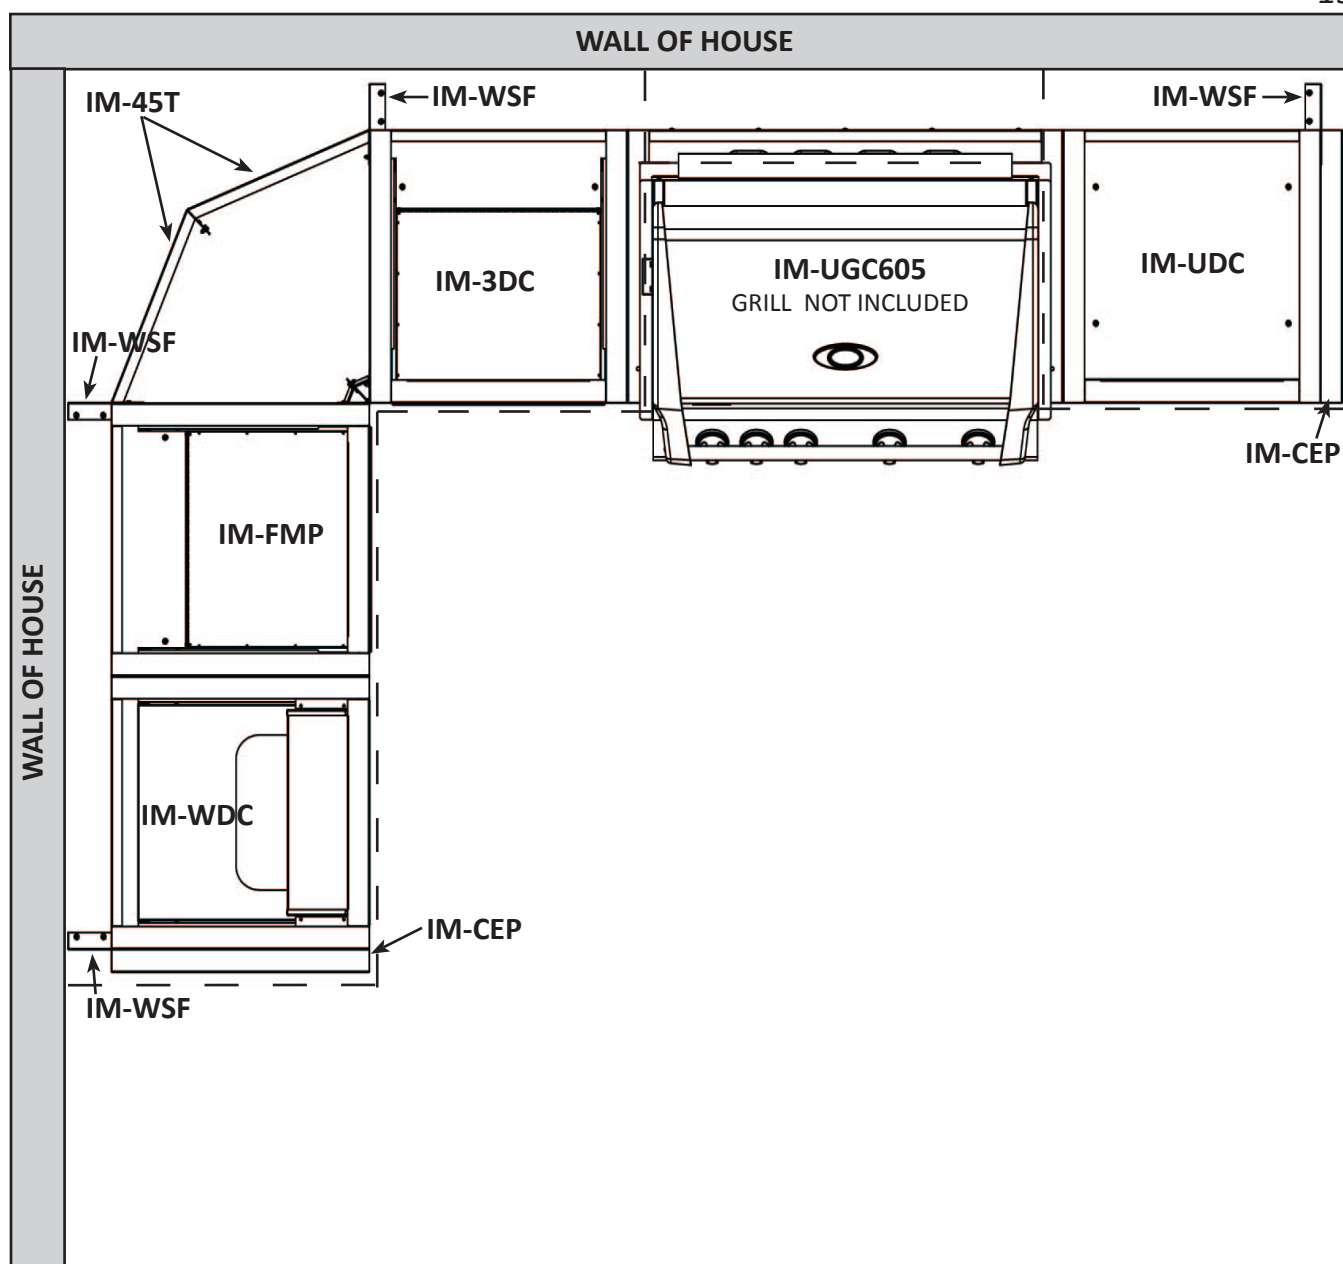 WALL OF HOUSE
IM-45T
IM-WSF
IM-WSF
IM-3DC
IM-UGC605
GRILL NOT INCLUDED
IM-UDC
IM-WSF
IM-CEP
IM-FMP
WALL OF HOUSE
IM-WDC
IM-CEP
IM-WSF